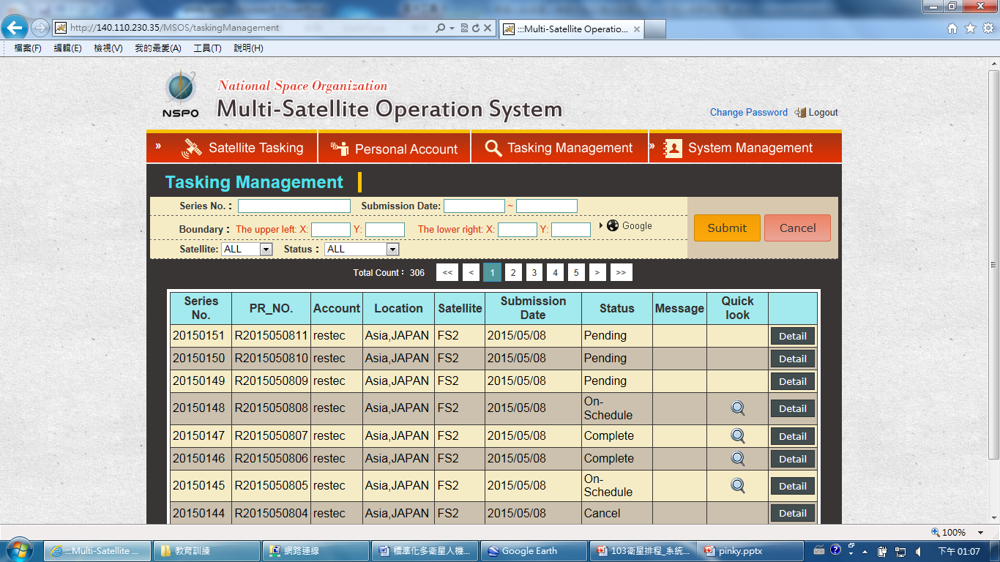 http://140.110.230.35/MSOS/taskingManagement
:::Multi-Satellite Operatio...
檔案(F) 編輯(E) 檢視(V) 我的最愛(A) 工具(T) 說明(H)
NSPO
National Space Organization
Multi-Satellite Operation System
Change Password Logout
» Satellite Tasking Personal Account Tasking Management » System Management
Tasking Management
Series No. : Submission Date: ~
Boundary : The upper left: X: Y: The lower right: X: Y: Google
Submit Cancel
Satellite: ALL Status : ALL
Total Count : 306 << < 1 2 3 4 5 > >>
Series No. PR_NO. Account Location Satellite Submission Date Status Message Quick look
20150151 R2015050811 restec Asia,JAPAN FS2 2015/05/08 Pending Detail
20150150 R2015050810 restec Asia,JAPAN FS2 2015/05/08 Pending Detail
20150149 R2015050809 restec Asia,JAPAN FS2 2015/05/08 Pending Detail
20150148 R2015050808 restec Asia,JAPAN FS2 2015/05/08 On-Schedule Detail
20150147 R2015050807 restec Asia,JAPAN FS2 2015/05/08 Complete Detail
20150146 R2015050806 restec Asia,JAPAN FS2 2015/05/08 Complete Detail
20150145 R2015050805 restec Asia,JAPAN FS2 2015/05/08 On-Schedule Detail
20150144 R2015050804 restec Asia,JAPAN FS2 2015/05/08 Cancel Detail
100%
:::Multi-Satellite ... 教育訓練 網路連線 標準化多衛星人機... Google Earth 103衛星排程_系統... pinky.pptx 下午 01:07